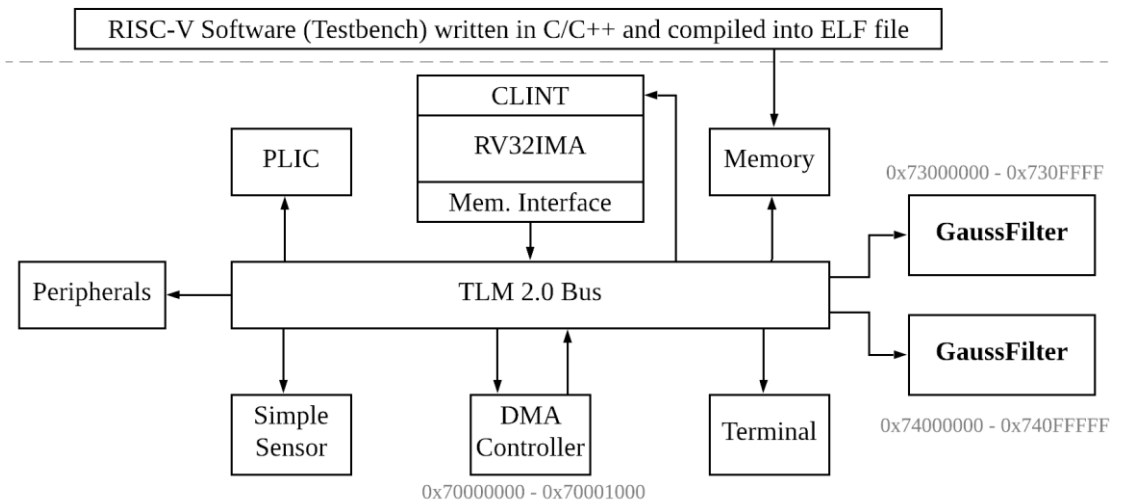 RISC-V Software (Testbench) written in C/C++ and compiled into ELF file
CLINT
RV32IMA
Mem. Interface
PLIC
Memory
0x73000000 - 0x730FFFF
GaussFilter
Peripherals
TLM 2.0 Bus
GaussFilter
0x74000000 - 0x740FFFFF
Simple
Sensor
DMA
Controller
Terminal
0x70000000 - 0x70001000